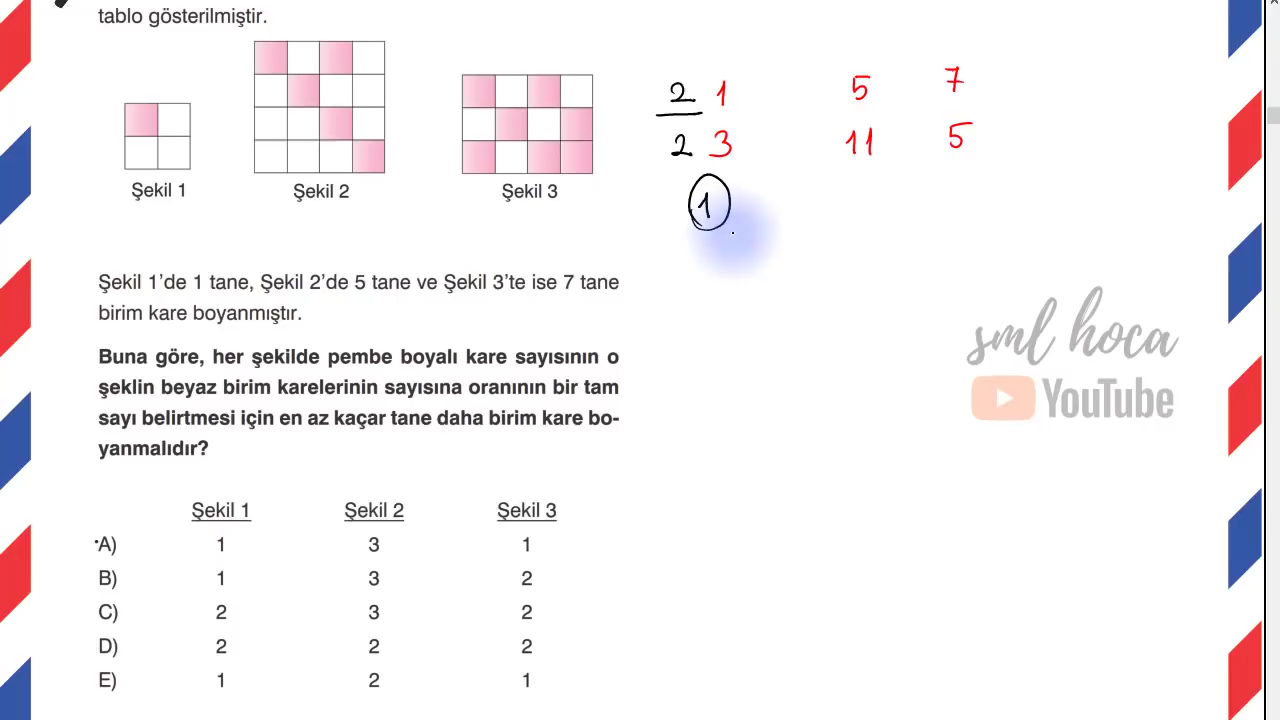 tablo gösterilmiştir.
Şekil 1
Şekil 2
Şekil 3
2 1 5 7
2 3 11 5
1
Şekil 1’de 1 tane, Şekil 2’de 5 tane ve Şekil 3’te ise 7 tane
birim kare boyanmıştır.
Buna göre, her şekilde pembe boyalı kare sayısının o
şeklin beyaz birim karelerinin sayısına oranının bir tam
sayı belirtmesi için en az kaçar tane daha birim kare bo-
yanmalıdır?
Şekil 1 Şekil 2 Şekil 3
A) 1 3 1
B) 1 3 2
C) 2 3 2
D) 2 2 2
E) 1 2 1
sml hoca
YouTube